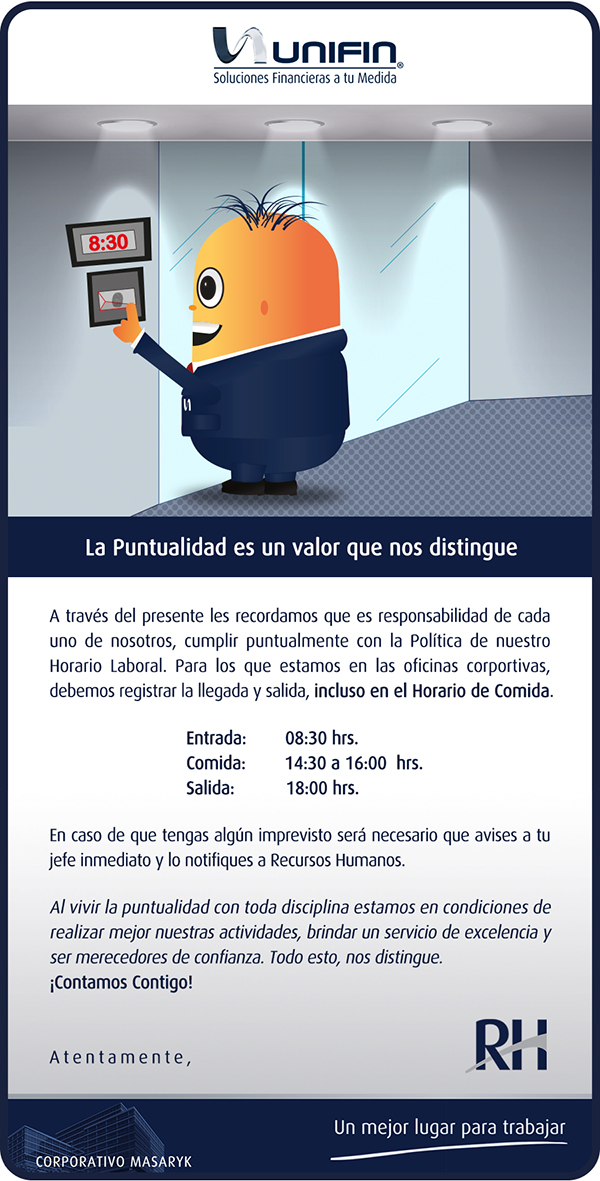 UNIFIN®
Soluciones Financieras a tu Medida
8:30
La Puntualidad es un valor que nos distingue
A través del presente les recordamos que es responsabilidad de cada
uno de nosotros, cumplir puntualmente con la Política de nuestro
Horario Laboral. Para los que estamos en las oficinas corportivas,
debemos registrar la llegada y salida, incluso en el Horario de Comida.
Entrada: 08:30 hrs.
Comida: 14:30 a 16:00 hrs.
Salida: 18:00 hrs.
En caso de que tengas algún imprevisto será necesario que avises a tu
jefe inmediato y lo notifiques a Recursos Humanos.
Al vivir la puntualidad con toda disciplina estamos en condiciones de
realizar mejor nuestras actividades, brindar un servicio de excelencia y
ser merecedores de confianza. Todo esto, nos distingue.
¡Contamos Contigo!
Atentamente,
RH
Un mejor lugar para trabajar
CORPORATIVO MASARYK